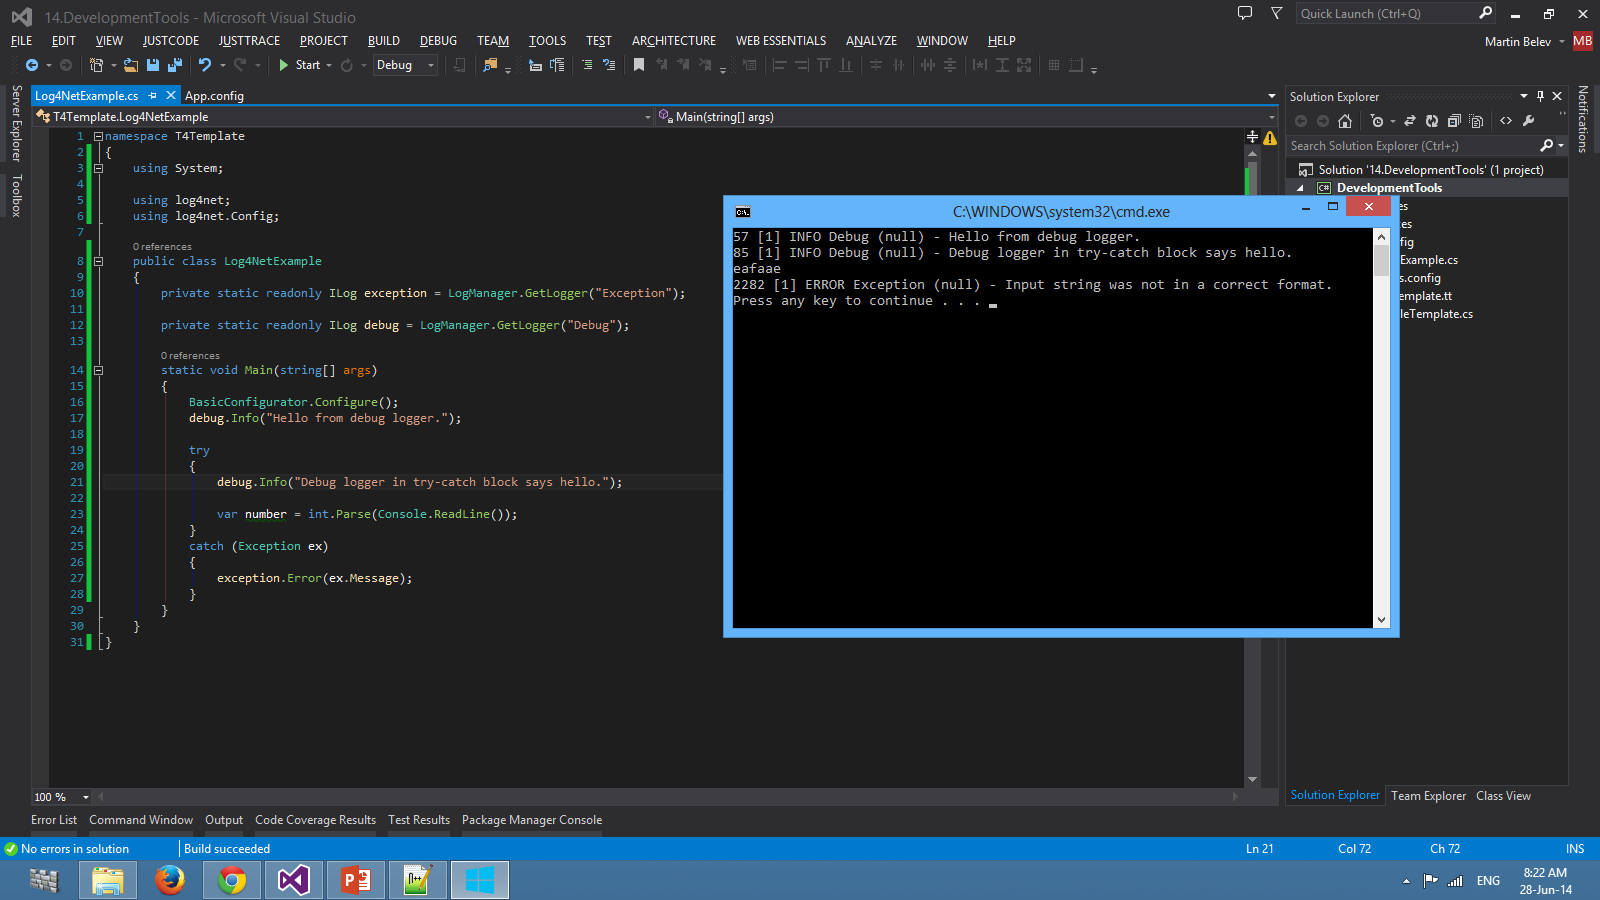 14.DevelopmentTools - Microsoft Visual Studio
Quick Launch (Ctrl+Q)
FILE EDIT VIEW JUSTCODE JUSTTRACE PROJECT BUILD DEBUG TEAM TOOLS TEST ARCHITECTURE WEB ESSENTIALS ANALYZE WINDOW HELP
Martin Belev MB
Start Debug
Server Explorer
Toolbox
Log4NetExample.cs App.config
T4Template.Log4NetExample Main(string[] args)
1 namespace T4Template
2 {
3 using System;
4
5 using log4net;
6 using log4net.Config;
7
0 references
8 public class Log4NetExample
9 {
10 private static readonly ILog exception = LogManager.GetLogger("Exception");
11
12 private static readonly ILog debug = LogManager.GetLogger("Debug");
13
0 references
14 static void Main(string[] args)
15 {
16 BasicConfigurator.Configure();
17 debug.Info("Hello from debug logger.");
18
19 try
20 {
21 debug.Info("Debug logger in try-catch block says hello.");
22
23 var number = int.Parse(Console.ReadLine());
24 }
25 catch (Exception ex)
26 {
27 exception.Error(ex.Message);
28 }
29 }
30 }
31 }
100 %
C:\WINDOWS\system32\cmd.exe
C:\.
57 [1] INFO Debug (null) - Hello from debug logger.
85 [1] INFO Debug (null) - Debug logger in try-catch block says hello.
eafaae
2282 [1] ERROR Exception (null) - Input string was not in a correct format.
Press any key to continue . . .
Solution Explorer
Search Solution Explorer (Ctrl+;)
Solution '14.DevelopmentTools' (1 project)
C# DevelopmentTools
es
ces
fig
Example.cs
s.config
emplate.tt
leTemplate.cs
Notifications
Solution Explorer Team Explorer Class View
Error List Command Window Output Code Coverage Results Test Results Package Manager Console
No errors in solution Build succeeded Ln 21 Col 72 Ch 72 INS
ENG
8:22 AM
28-Jun-14